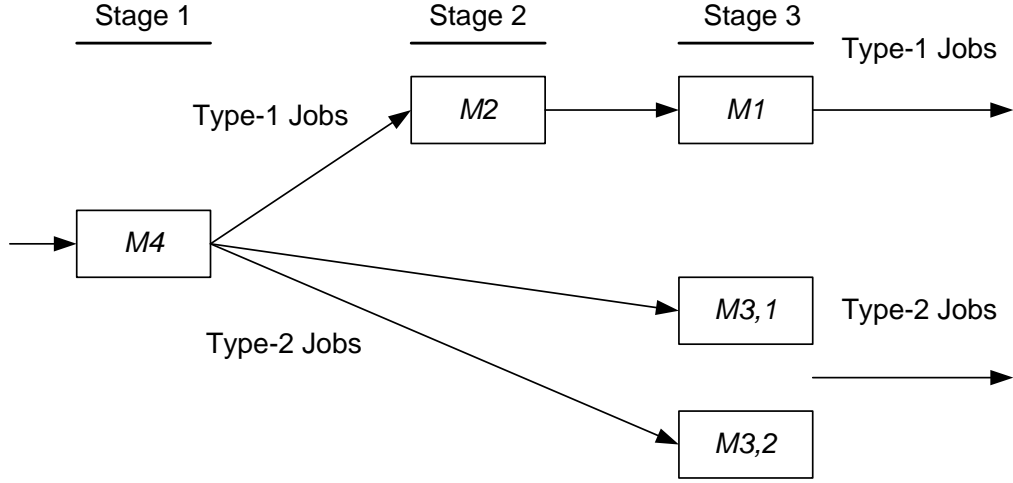 Stage 1
Stage 2
Stage 3
Type-1 Jobs
Type-1 Jobs
M2
M1
M4
M3,1
Type-2 Jobs
Type-2 Jobs
M3,2